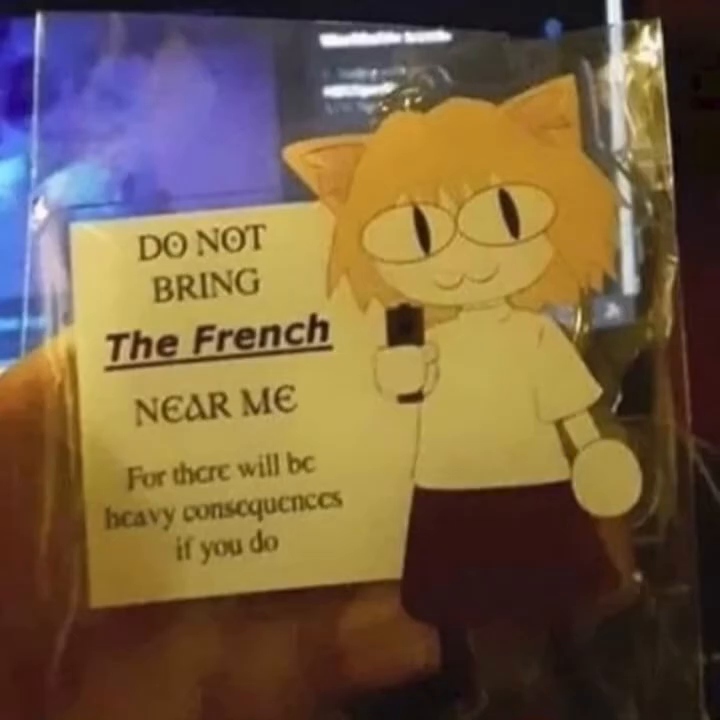 DO NOT
BRING
The French
NEAR ME
For there will be
heavy consequences
if you do